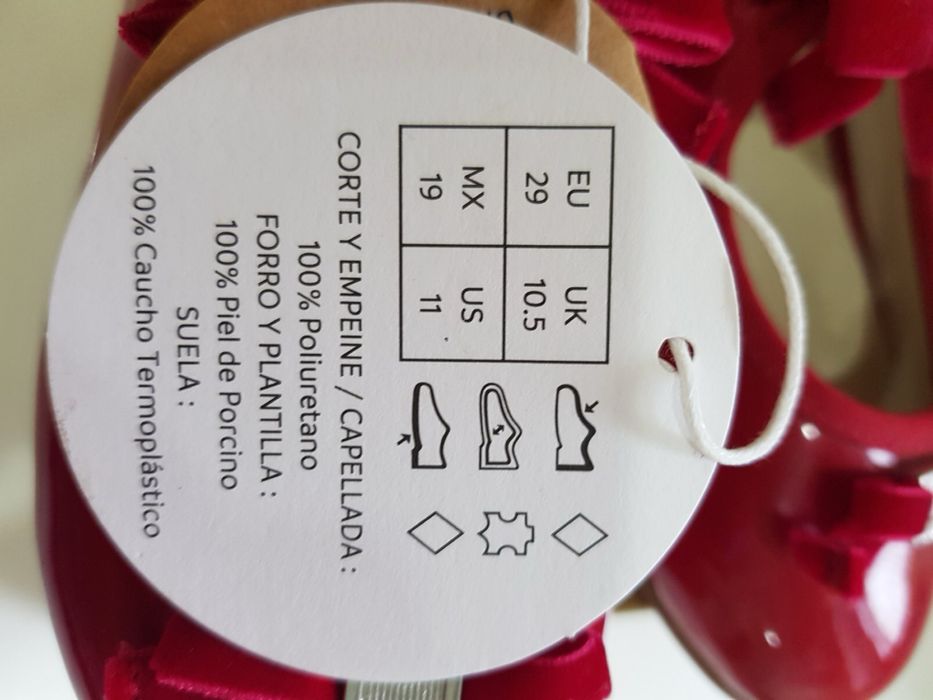 EU 29
UK 10.5
MX 19
US 11
CORTE Y EMPEINE / CAPELLADA :
100% Poliuretano
FORRO Y PLANTILLA :
100% Piel de Porcino
SUELA :
100% Caucho Termoplástico